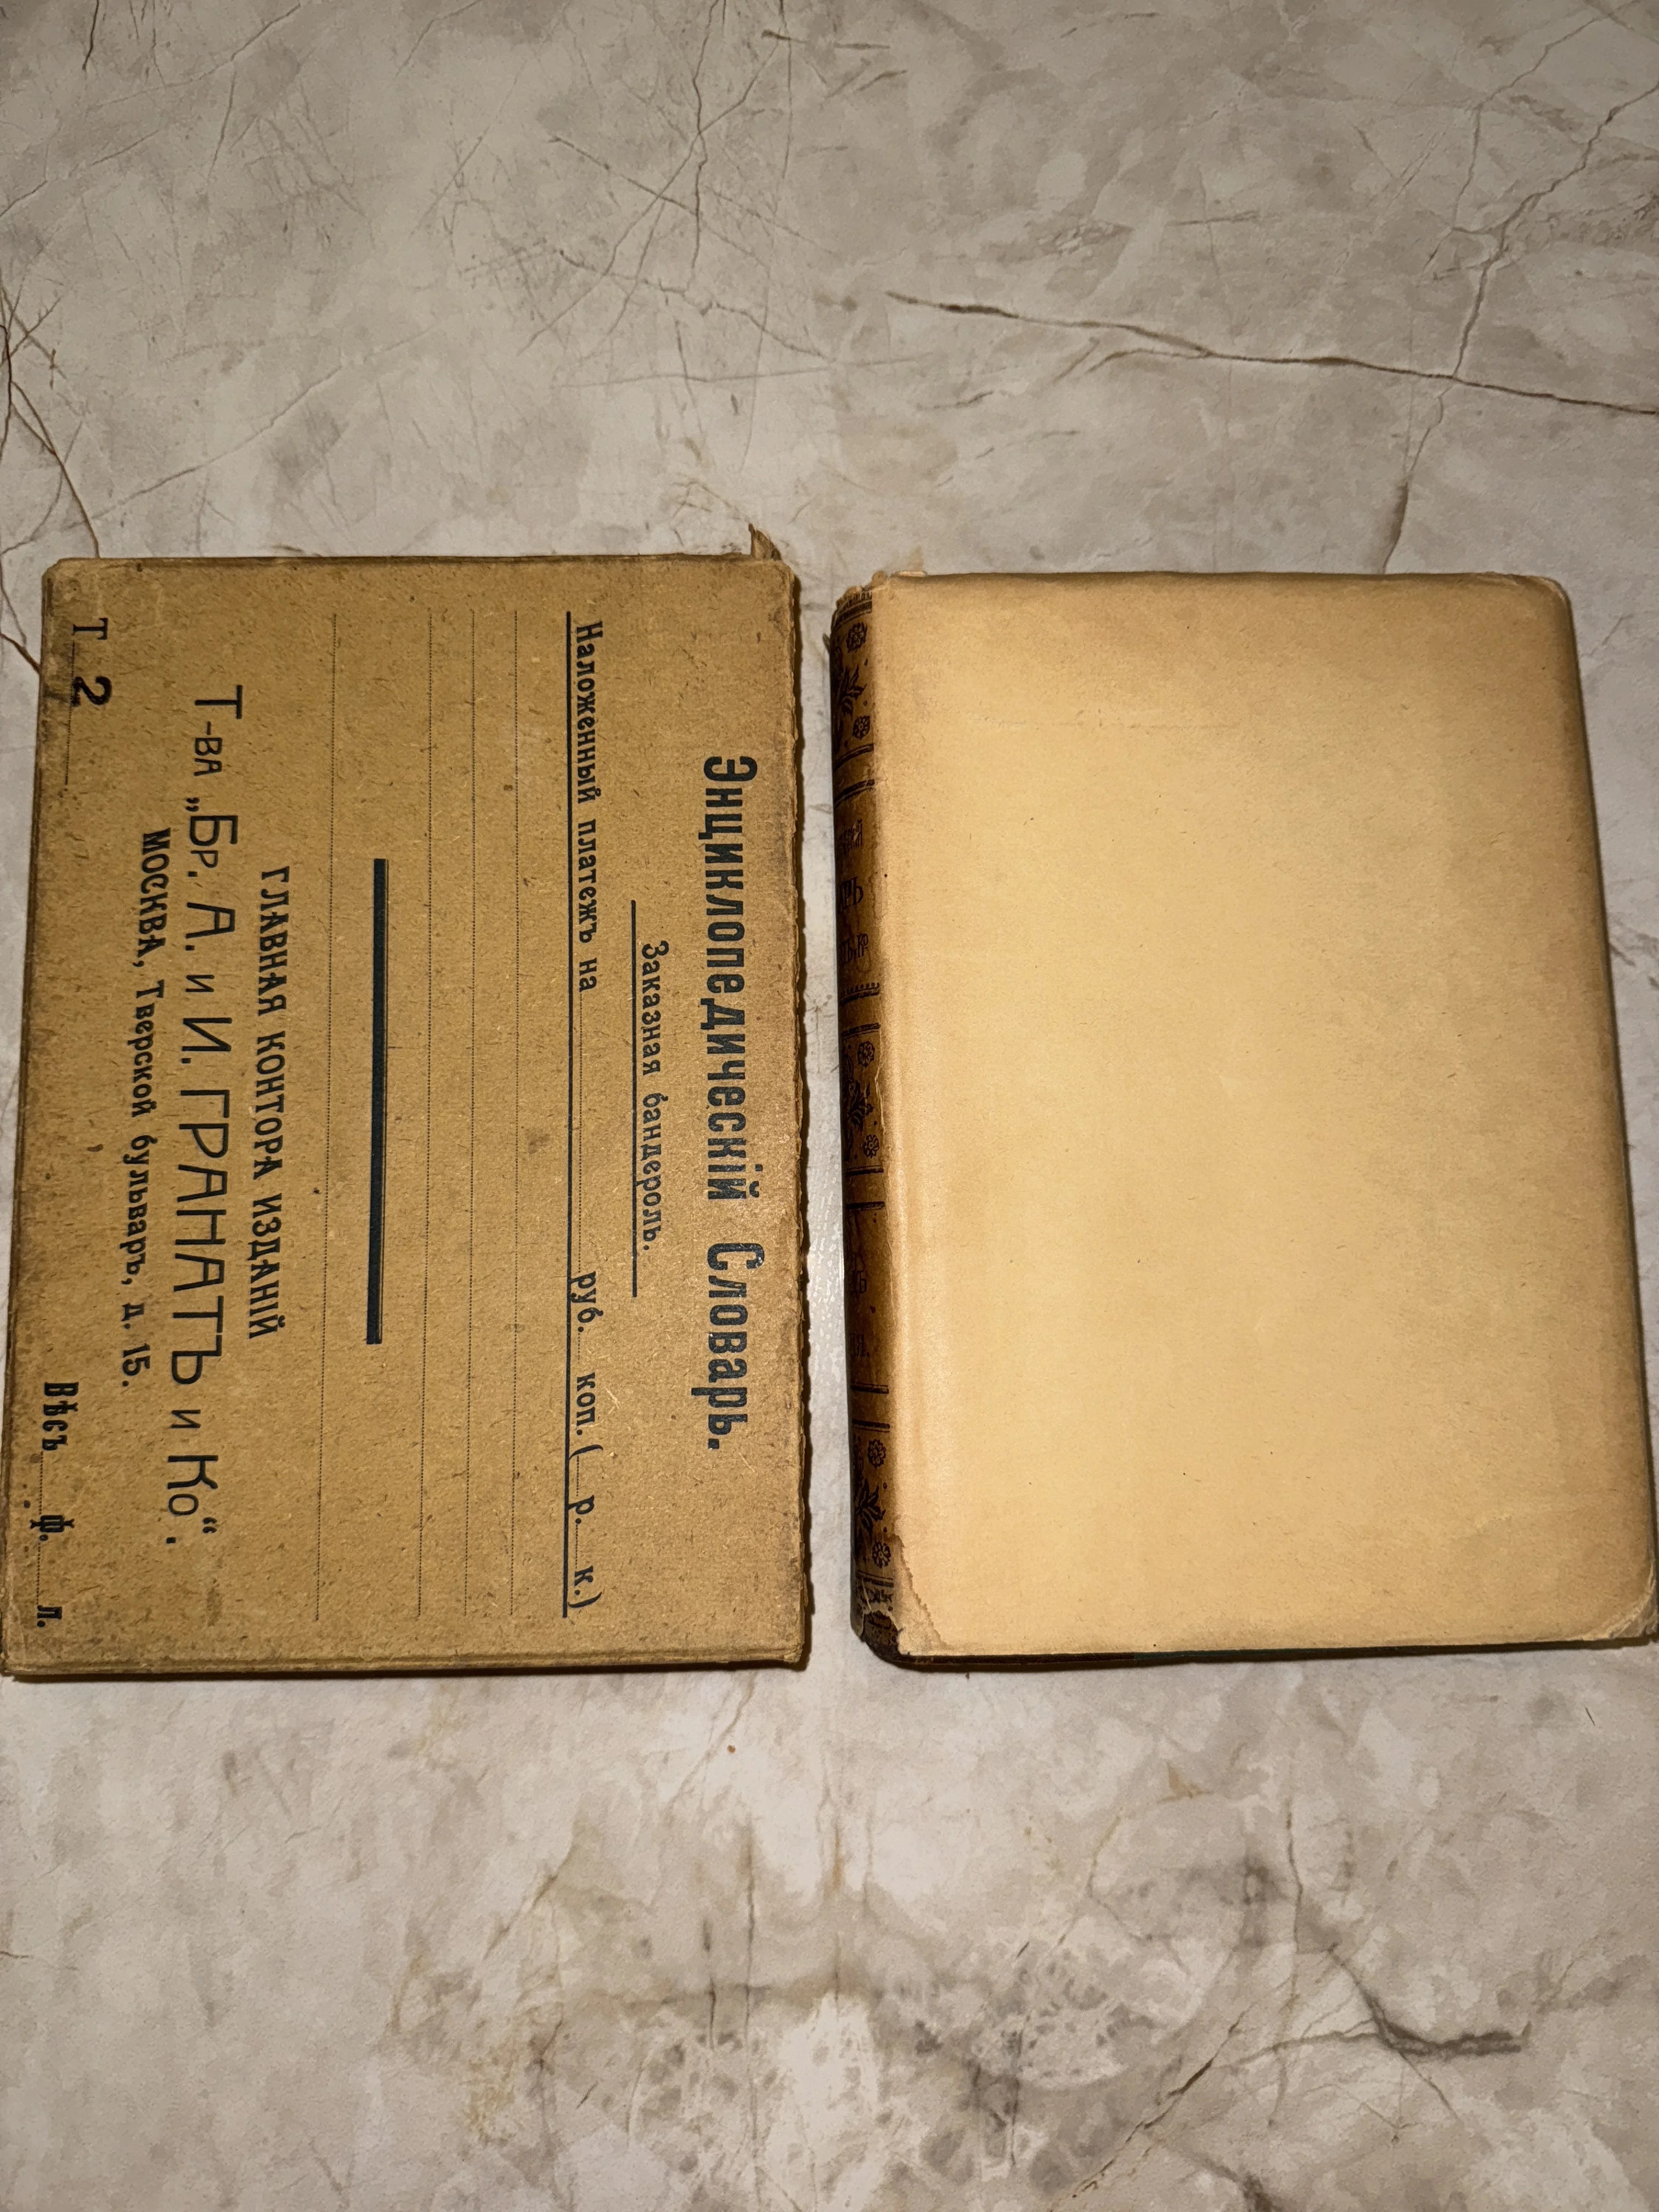 Энциклопедическій Словарь.
Заказная бандероль.
Наложенный платежъ на руб. коп. ( р. к.)
ГЛАВНАЯ КОНТОРА ИЗДАНІЙ
Т-ва „Бр. А. и И. ГРАНАТЪ и Ко“.
МОСКВА, Тверской бульваръ, д. 15.
Т 2
Вѣсъ ф. л.